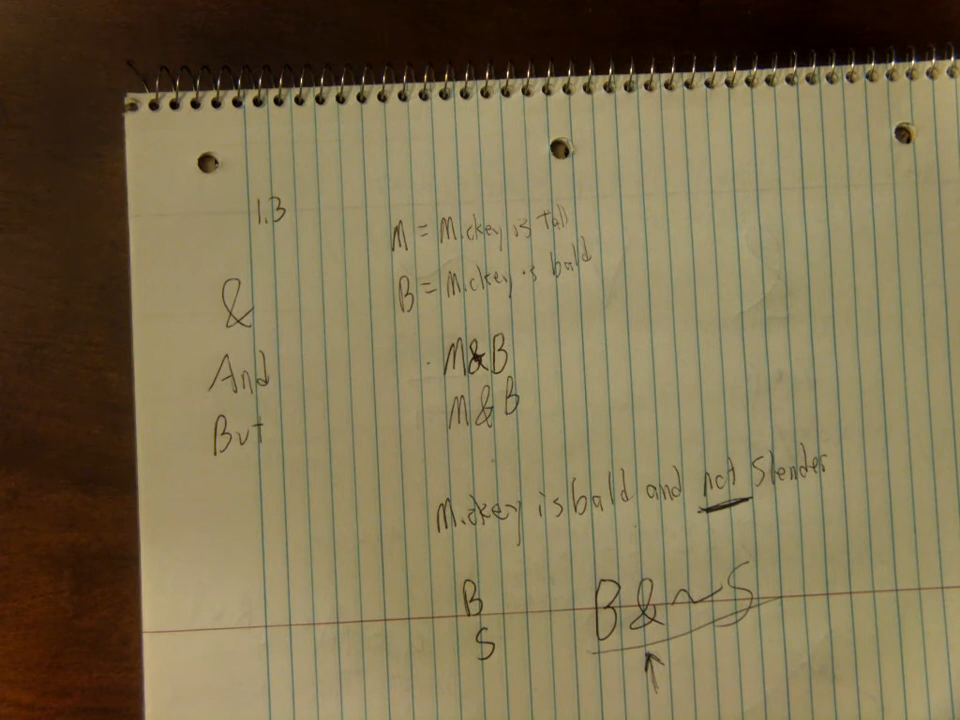 1.3
M = Mickey is tall
B = Mickey is bald
&
And
But
M&B
M&B
Mickey is bald and not Slender
B
S
B&~S